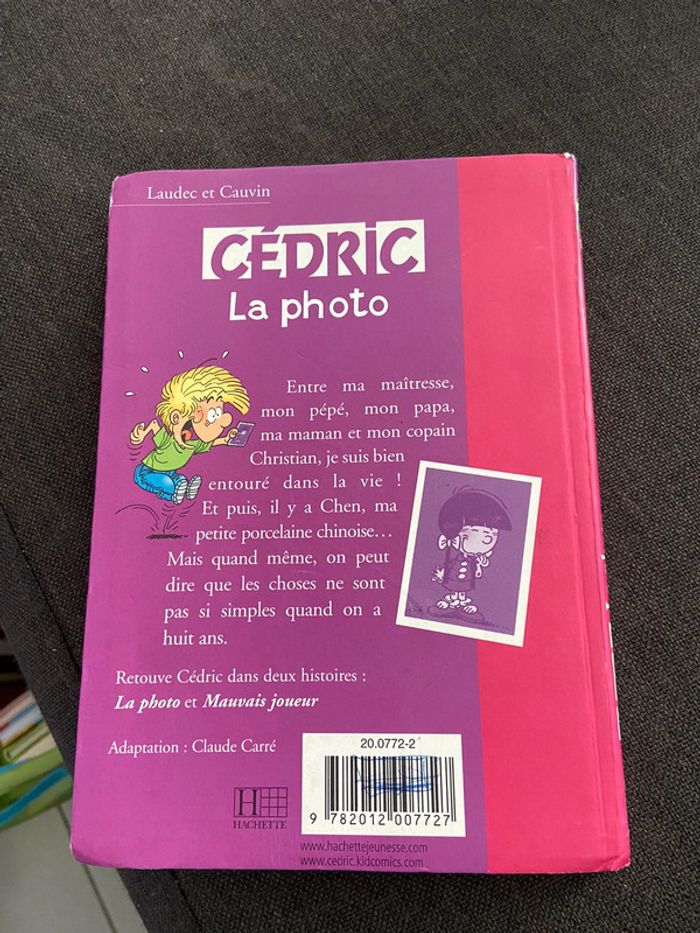 Laudec et Cauvin
CÉDRIC
La photo
Entre ma maîtresse,
mon pépé, mon papa,
ma maman et mon copain
Christian, je suis bien
entouré dans la vie !
Et puis, il y a Chen, ma
petite porcelaine chinoise…
Mais quand même, on peut
dire que les choses ne sont
pas si simples quand on a
huit ans.
Retouve Cédric dans deux histoires :
La photo et Mauvais joueur
Adaptation : Claude Carré
20.0772-2
H
HACHETTE
9 782012 007727
www.hachettejeunesse.com
www.cedric.kidcomics.com